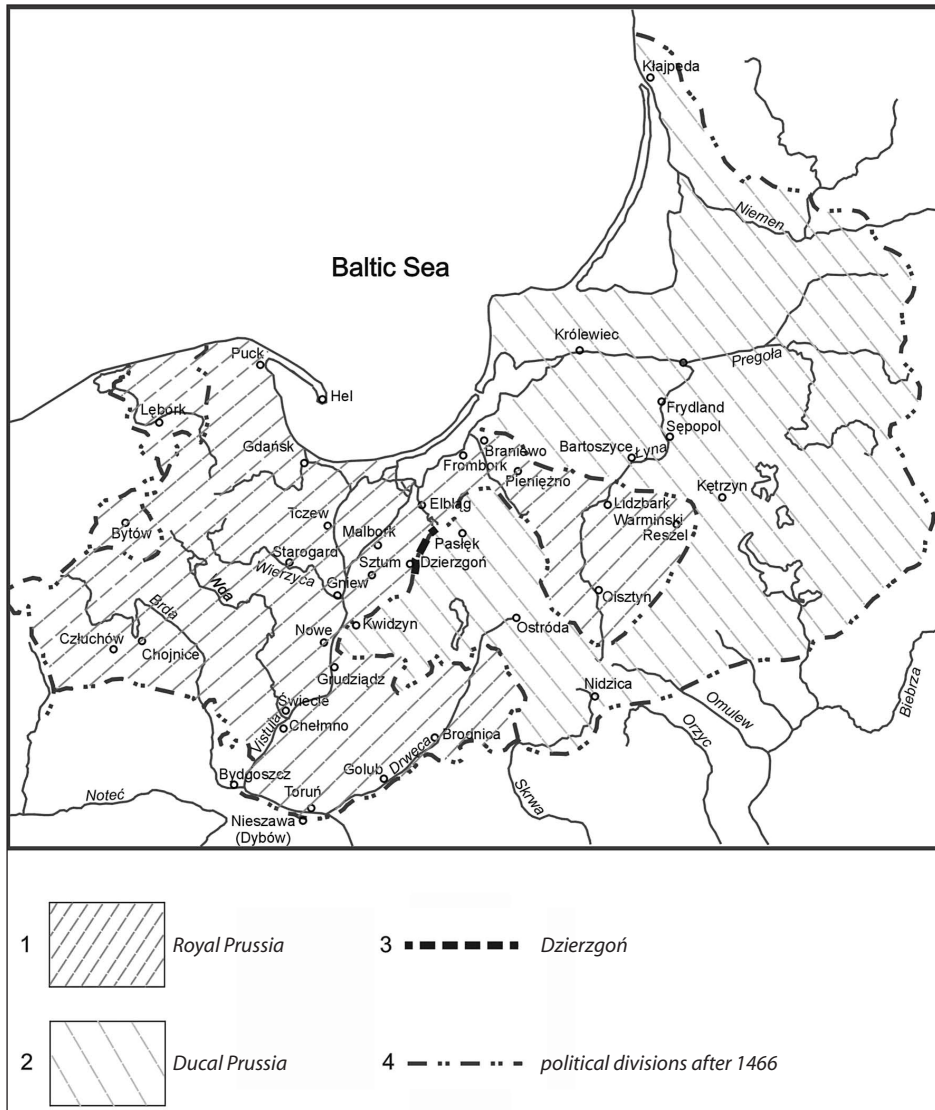 Kłajpeda
Niemen
Baltic Sea
Królewiec
Puck
Pregoła
Hel
Lębork
Frydland
Sępopol
Gdańsk
Braniewo
Bartoszyce
Łyna
Frombork
Pieniężno
Kętrzyn
Elbląg
Lidzbark
Warmiński
Tczew
Bytów
Malbork
Pasłęk
Reszel
Starogard
Sztum
Dzierzgoń
Wierzyca
Gniew
Olsztyn
Brda
Kwidzyn
Ostróda
Człuchów
Nowe
Chojnice
Grudziądz
Nidzica
Omulew
Biebrza
Świecie
Orzyc
Vistula
Chełmno
Drwęca
Brodnica
Bydgoszcz
Golub
Noteć
Toruń
Skrwa
Nieszawa
(Dybów)
1 Royal Prussia
3 Dzierzgoń
2 Ducal Prussia
4 political divisions after 1466